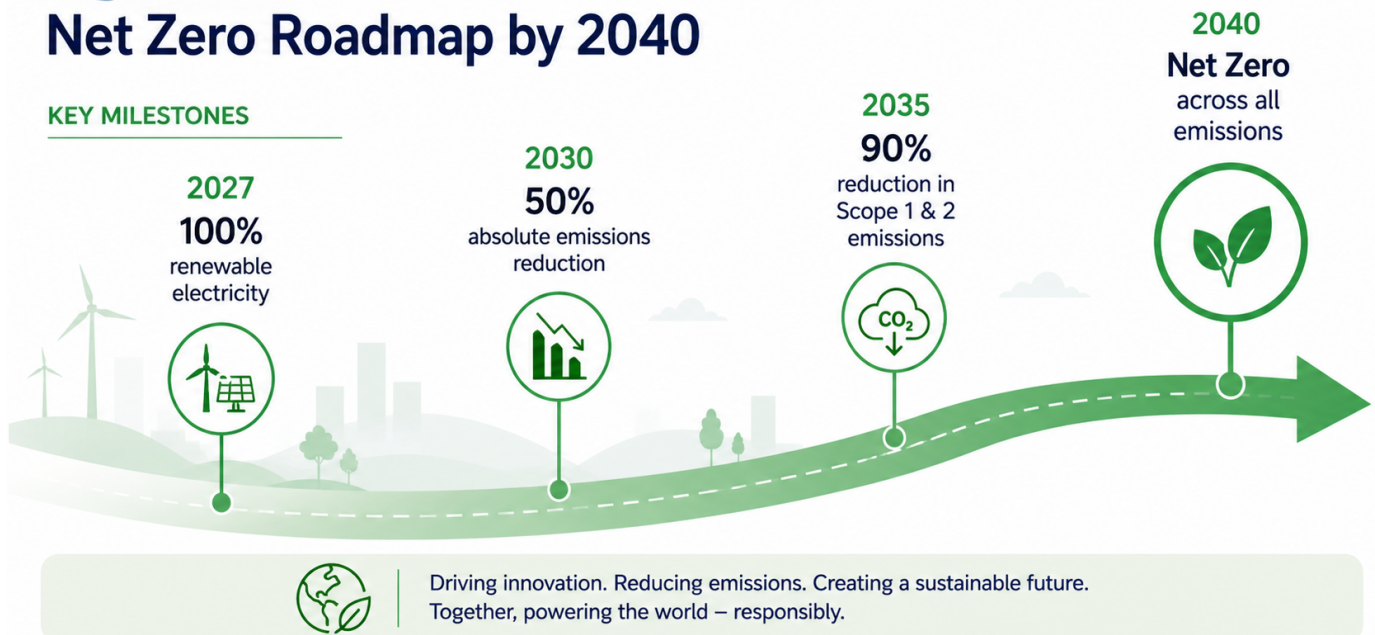 Net Zero Roadmap by 2040
KEY MILESTONES
2027
100%
renewable
electricity
2030
50%
absolute emissions
reduction
2035
90%
reduction in
Scope 1 & 2
emissions
CO₂
2040
Net Zero
across all
emissions
Driving innovation. Reducing emissions. Creating a sustainable future.
Together, powering the world – responsibly.